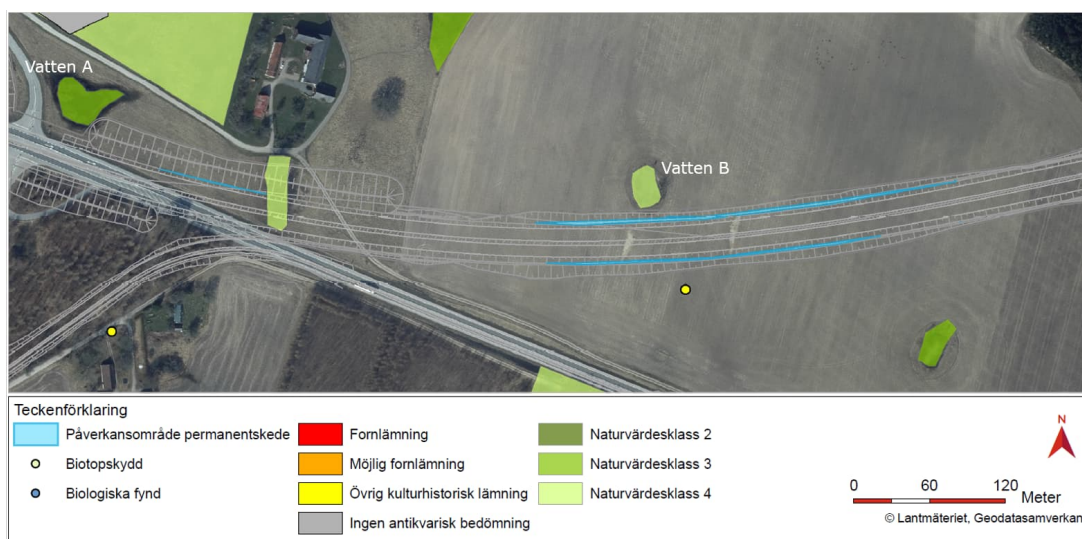 Vatten A
Vatten B
Teckenförklaring
Påverkansområde permanentskede
Biotopskydd
Biologiska fynd
Fornlämning
Möjlig fornlämning
Övrig kulturhistorisk lämning
Ingen antikvarisk bedömning
Naturvärdesklass 2
Naturvärdesklass 3
Naturvärdesklass 4
N
0 60 120 Meter
© Lantmäteriet, Geodatasamverkan